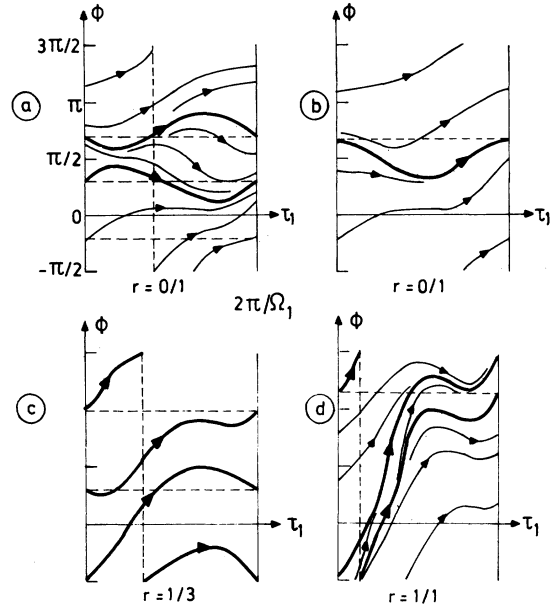 Φ
3π/2
π
π/2
0
-π/2
τ1
a
r = 0/1
Φ
τ1
b
r = 0/1
2π/Ω1
Φ
τ1
c
r = 1/3
Φ
τ1
d
r = 1/1